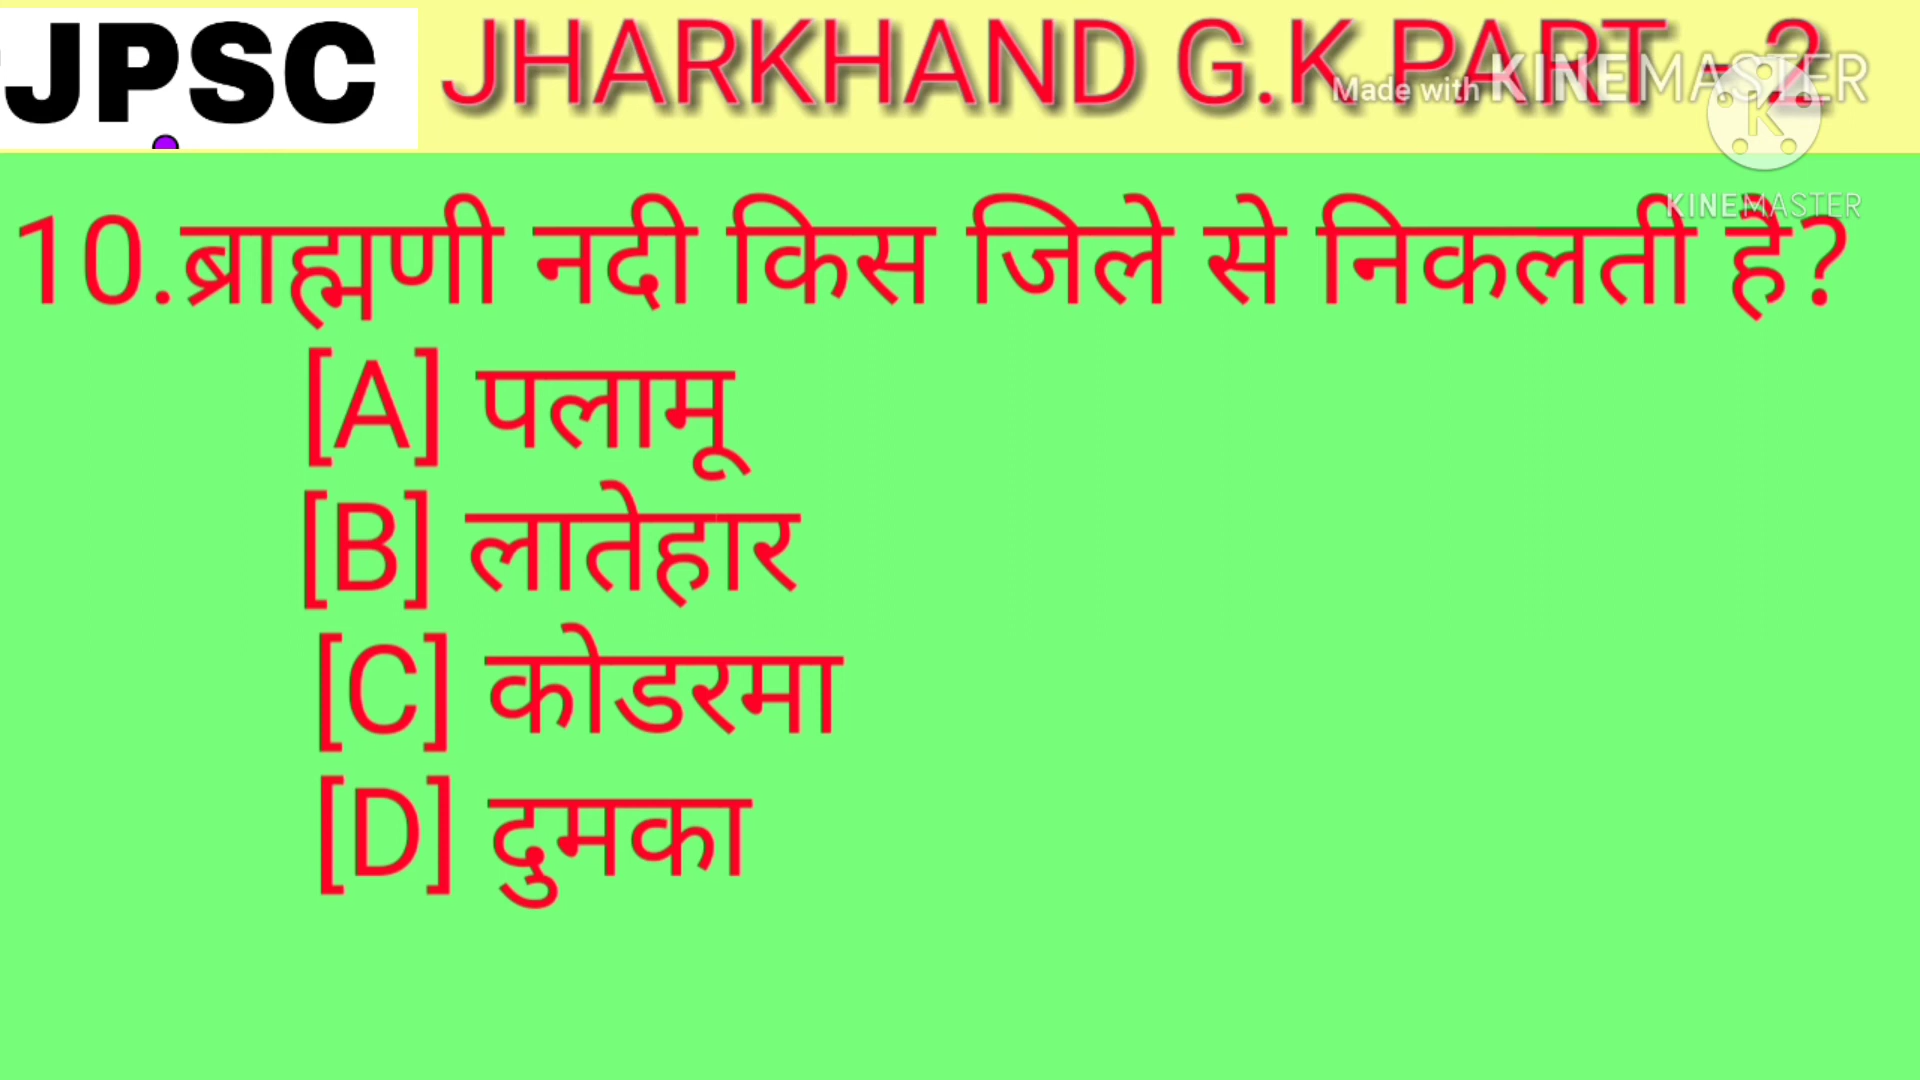 JPSC
JHARKHAND G.K PART -2
Made with KINEMASTER
K
KINEMASTER
10.ब्राह्मणी नदी किस जिले से निकलती है?
[A] पलामू
[B] लातेहार
[C] कोडरमा
[D] दुमका